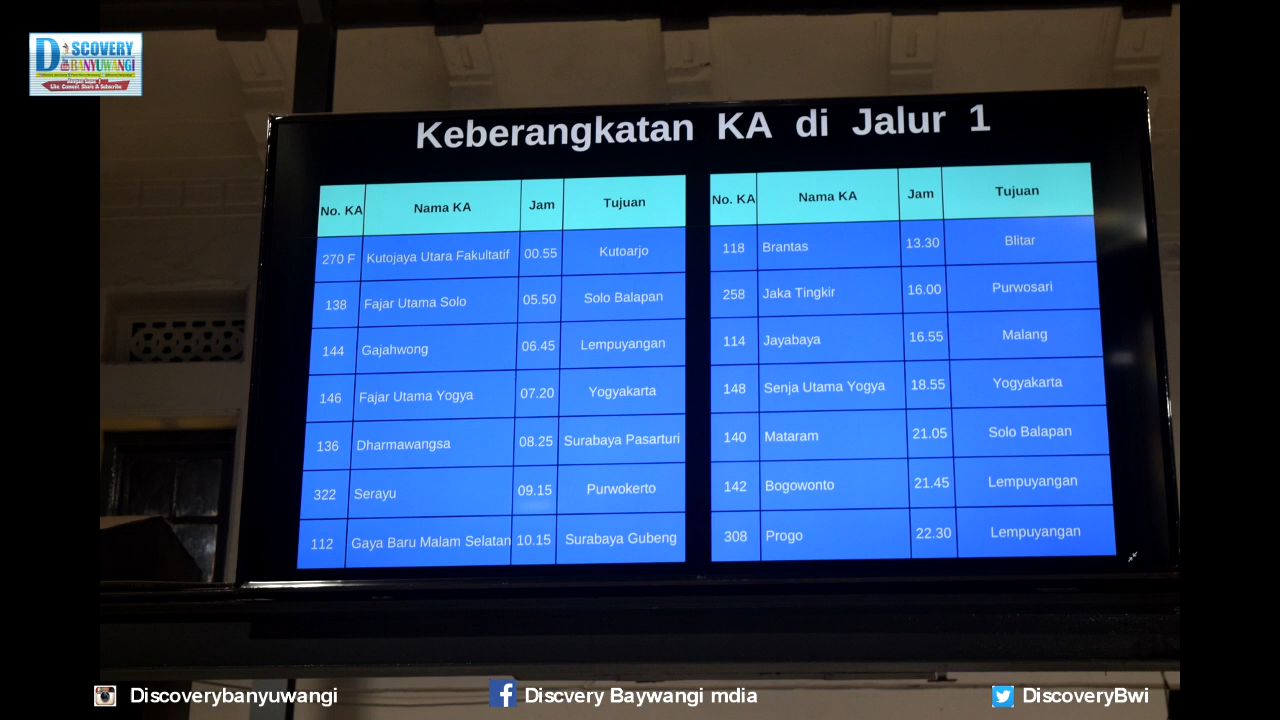 DiSCOVERY
BANYUWANGI
Like, Coment, Share & Subscribe
Keberangkatan KA di Jalur 1
No. KA Nama KA Jam Tujuan
270 F Kutojaya Utara Fakultatif 00.55 Kutoarjo
138 Fajar Utama Solo 05.50 Solo Balapan
144 Gajahwong 06.45 Lempuyangan
146 Fajar Utama Yogya 07.20 Yogyakarta
136 Dharmawangsa 08.25 Surabaya Pasarturi
322 Serayu 09.15 Purwokerto
112 Gaya Baru Malam Selatan 10.15 Surabaya Gubeng
No. KA Nama KA Jam Tujuan
118 Brantas 13.30 Blitar
258 Jaka Tingkir 16.00 Purwosari
114 Jayabaya 16.55 Malang
148 Senja Utama Yogya 18.55 Yogyakarta
140 Mataram 21.05 Solo Balapan
142 Bogowonto 21.45 Lempuyangan
308 Progo 22.30 Lempuyangan
Discoverybanyuwangi
Discvery Baywangi mdia
DiscoveryBwi